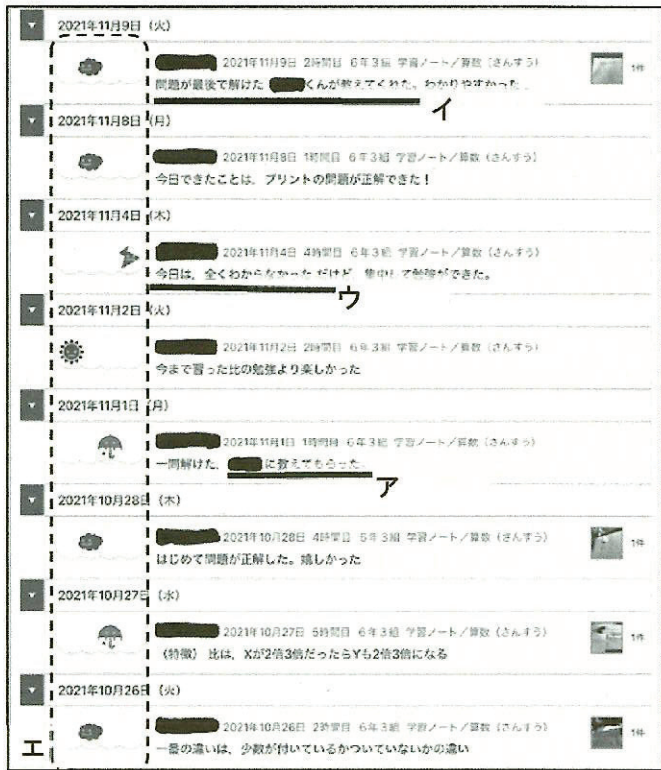 2021年11月9日（火）
2021年11月9日 2時間目 6年3組 学習ノート／算数（さんすう）
1件
問題が最後で解けた くんが教えてくれた。わかりやすかった
イ
2021年11月8日（月）
2021年11月8日 1時間目 6年3組 学習ノート／算数（さんすう）
今日できたことは、プリントの問題が正解できた！
2021年11月4日（木）
2021年11月4日 4時間目 6年3組 学習ノート／算数（さんすう）
今日は、全くわからなかった だけど、集中して勉強ができた。
ウ
2021年11月2日（火）
2021年11月2日 2時間目 6年3組 学習ノート／算数（さんすう）
今まで習った比の勉強より楽しかった
2021年11月1日（月）
2021年11月1日 1時間目 6年3組 学習ノート／算数（さんすう）
一問解けた、 に教えてもらった
ア
2021年10月28日（木）
2021年10月28日 4時間目 6年3組 学習ノート／算数（さんすう）
1件
はじめて問題が正解した。嬉しかった
2021年10月27日（水）
2021年10月27日 5時間目 6年3組 学習ノート／算数（さんすう）
1件
（特徴） 比は、Xが2倍3倍だったらYも2倍3倍になる
2021年10月26日（火）
2021年10月26日 2時間目 6年3組 学習ノート／算数（さんすう）
1件
エ
一番の違いは、少数が付いているかついていないかの違い